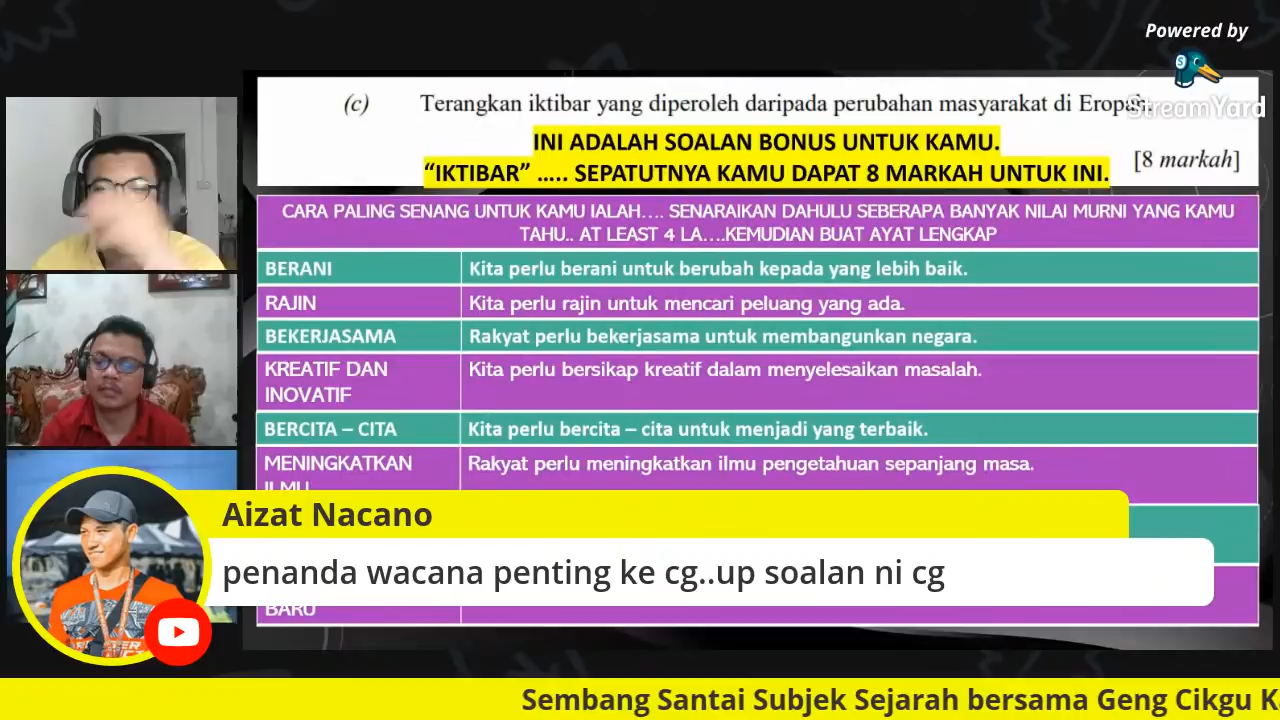 Powered by
StreamYard
(c) Terangkan iktibar yang diperoleh daripada perubahan masyarakat di Eropah.
INI ADALAH SOALAN BONUS UNTUK KAMU.
“IKTIBAR” ..... SEPATUTNYA KAMU DAPAT 8 MARKAH UNTUK INI.
[8 markah]
CARA PALING SENANG UNTUK KAMU IALAH.... SENARAIKAN DAHULU SEBERAPA BANYAK NILAI MURNI YANG KAMU
TAHU.. AT LEAST 4 LA....KEMUDIAN BUAT AYAT LENGKAP
BERANI Kita perlu berani untuk berubah kepada yang lebih baik.
RAJIN Kita perlu rajin untuk mencari peluang yang ada.
BEKERJASAMA Rakyat perlu bekerjasama untuk membangunkan negara.
KREATIF DAN Kita perlu bersikap kreatif dalam menyelesaikan masalah.
INOVATIF
BERCITA – CITA Kita perlu bercita – cita untuk menjadi yang terbaik.
MENINGKATKAN Rakyat perlu meningkatkan ilmu pengetahuan sepanjang masa.
ILMU
Aizat Nacano
penanda wacana penting ke cg..up soalan ni cg
BARU
Sembang Santai Subjek Sejarah bersama Geng Cikgu K